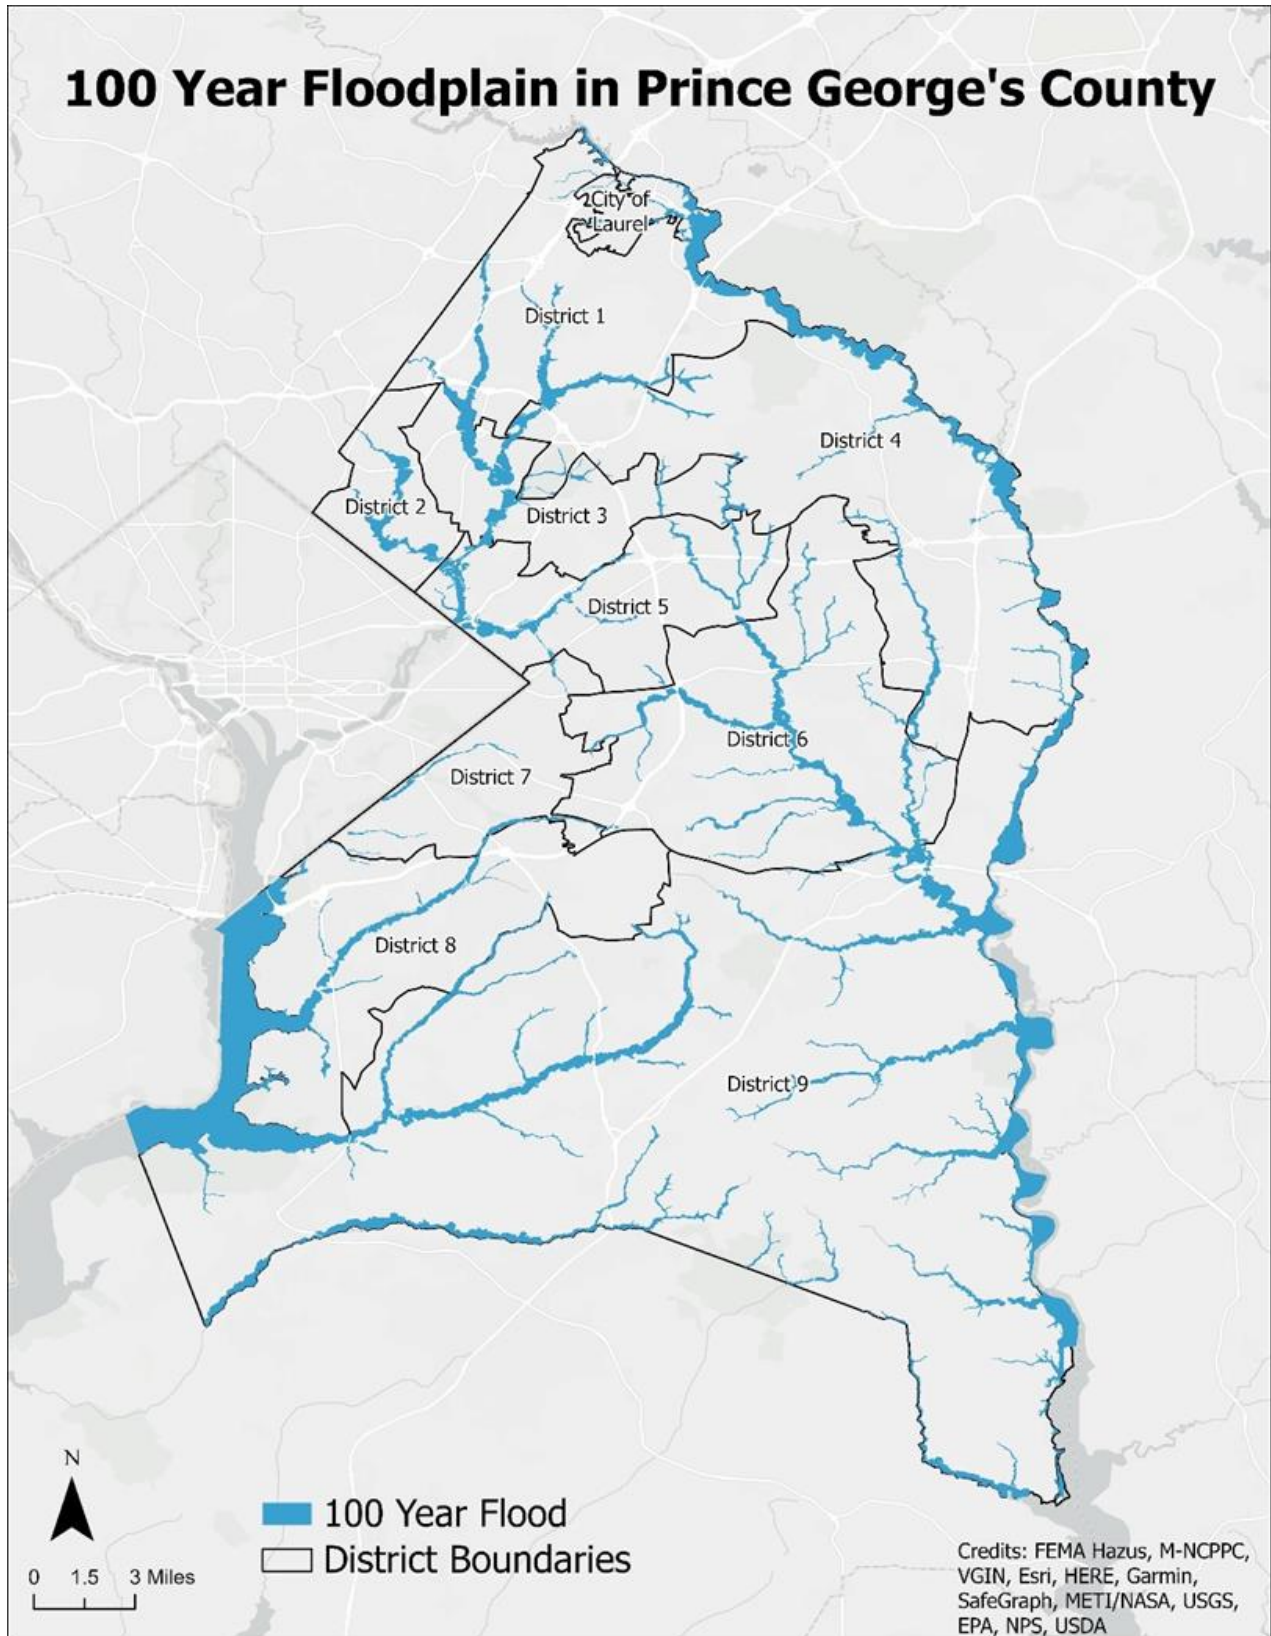 100 Year Floodplain in Prince George's County
City of
Laurel
District 1
District 4
District 2
District 3
District 5
District 6
District 7
District 8
District 9
N
0 1.5 3 Miles
100 Year Flood
District Boundaries
Credits: FEMA Hazus, M-NCPPC,
VGIN, Esri, HERE, Garmin,
SafeGraph, METI/NASA, USGS,
EPA, NPS, USDA